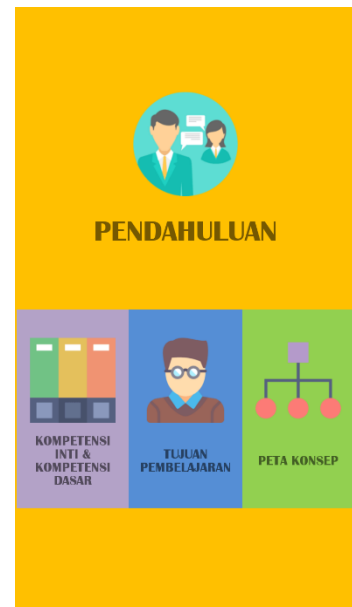 PENDAHULUAN
KOMPETENSI
INTI &
KOMPETENSI
DASAR
TUJUAN
PEMBELAJARAN
PETA KONSEP